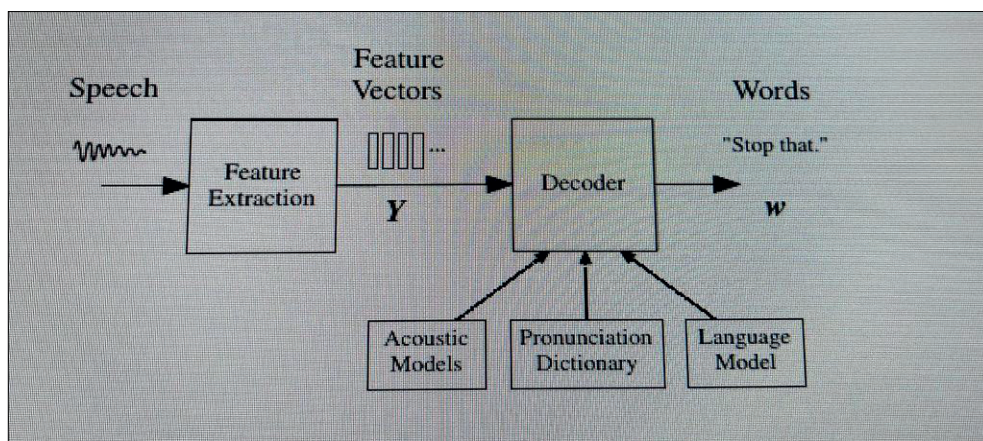 Speech
Feature
Vectors
Words
...
"Stop that."
Feature
Extraction
Decoder
Y
w
Acoustic
Models
Pronunciation
Dictionary
Language
Model